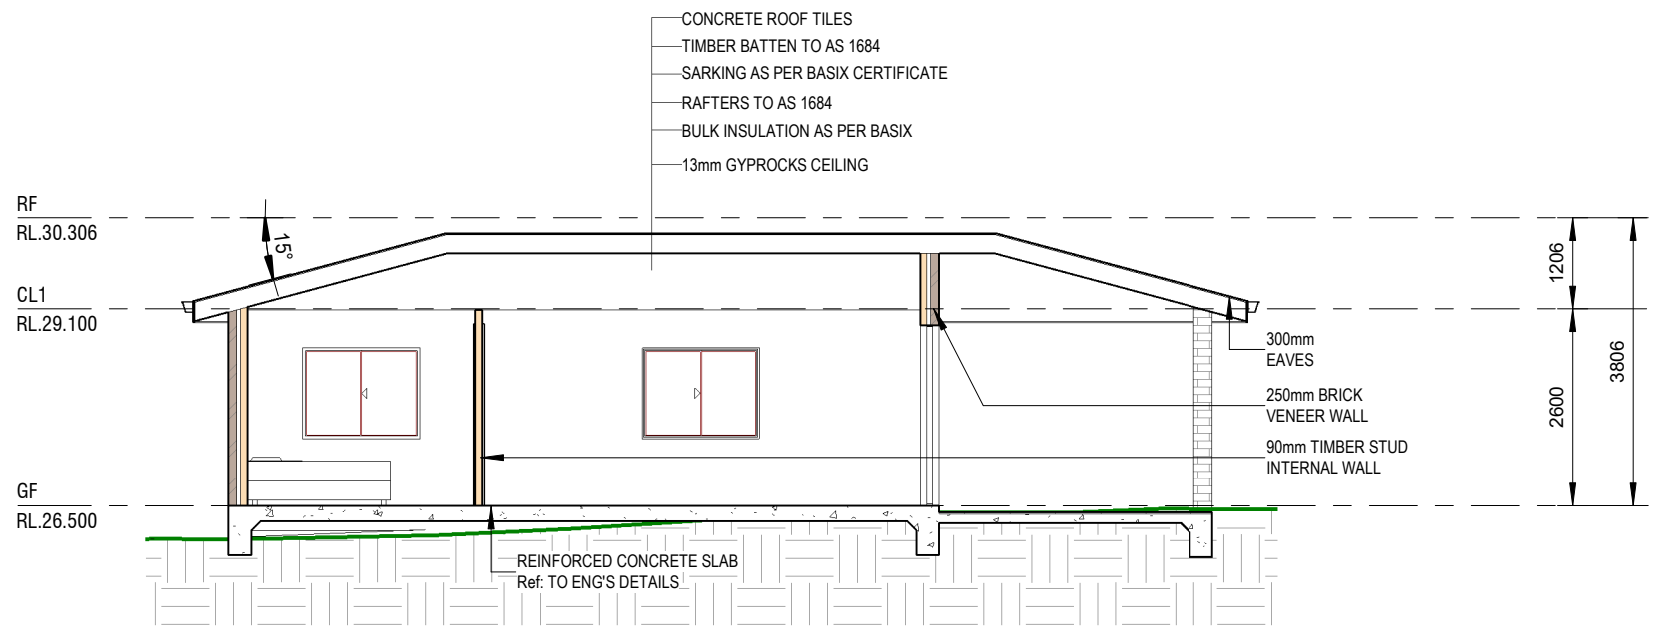 CONCRETE ROOF TILES
TIMBER BATTEN TO AS 1684
SARKING AS PER BASIX CERTIFICATE
RAFTERS TO AS 1684
BULK INSULATION AS PER BASIX
13mm GYPROCKS CEILING
RF
RL.30.306
15°
1206
CL1
RL.29.100
300mm
EAVES
3806
250mm BRICK
VENEER WALL
2600
90mm TIMBER STUD
INTERNAL WALL
GF
RL.26.500
REINFORCED CONCRETE SLAB
Ref: TO ENG'S DETAILS